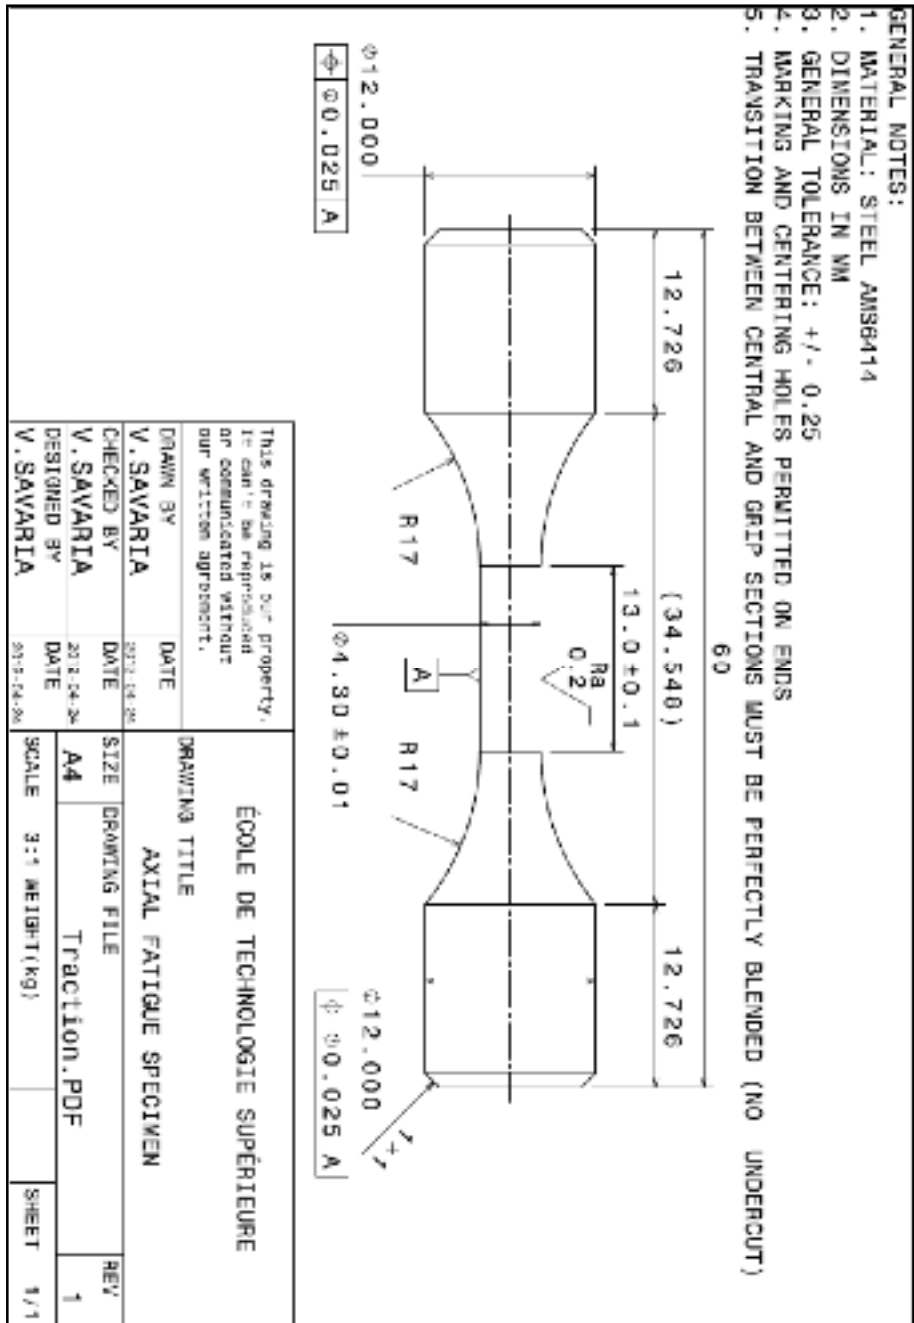 GENERAL NOTES:
1. MATERIAL: STEEL AMS6414
2. DIMENSIONS IN MM
3. GENERAL TOLERANCE: +/- 0.25
4. MARKING AND CENTERING HOLES PERMITTED ON ENDS
5. TRANSITION BETWEEN CENTRAL AND GRIP SECTIONS MUST BE PERFECTLY BLENDED (NO UNDERCUT)
60
12.726
(34.548)
12.726
13.0 ±0.1
Ra
0.2
R17
R17
A
Ø4.30 ±0.01
Ø12.000
⌖ Ø0.025 A
Ø12.000
⌖ Ø0.025 A
1×1
This drawing is our property.
It can't be reproduced
or communicated without
our written agreement.
ÉCOLE DE TECHNOLOGIE SUPÉRIEURE
DRAWN BY DATE
V.SAVARIA
CHECKED BY DATE
V.SAVARIA 2012-04-24
DESIGNED BY DATE
V.SAVARIA
DRAWING TITLE
AXIAL FATIGUE SPECIMEN
SIZE DRAWING FILE REV
A4 Traction.PDF 1
SCALE 3:1 WEIGHT(kg) SHEET 1/1